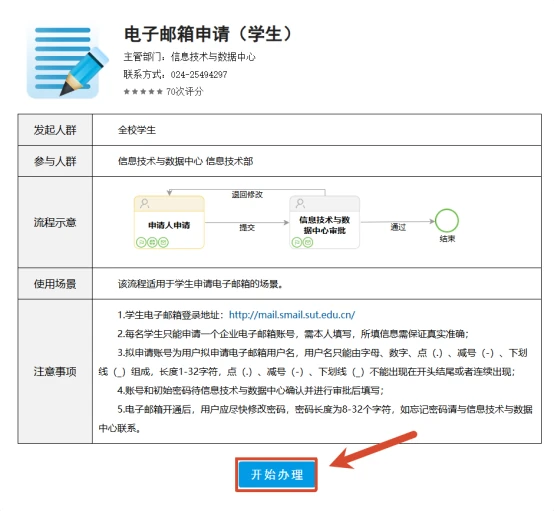 电子邮箱申请（学生）
主管部门：信息技术与数据中心
联系方式：024-25494297
70次评分
发起人群
全校学生
参与人群
信息技术与数据中心 信息技术部
流程示意
退回修改
申请人申请
提交
信息技术与数
据中心审批
通过
结束
使用场景
该流程适用于学生申请电子邮箱的场景。
注意事项
1.学生电子邮箱登录地址：http://mail.smail.sut.edu.cn/
2.每名学生只能申请一个企业电子邮箱账号，需本人填写，所填信息需保证真实准确；
3.拟申请账号为用户拟申请电子邮箱用户名，用户名只能由字母、数字、点（.）、减号（-）、下划
线（_）组成，长度1-32字符，点（.）、减号（-）、下划线（_）不能出现在开头结尾或者连续出现；
4.账号和初始密码待信息技术与数据中心确认并进行审批后填写；
5.电子邮箱开通后，用户应尽快修改密码，密码长度为8-32个字符，如忘记密码请与信息技术与数据
中心联系。
开始办理